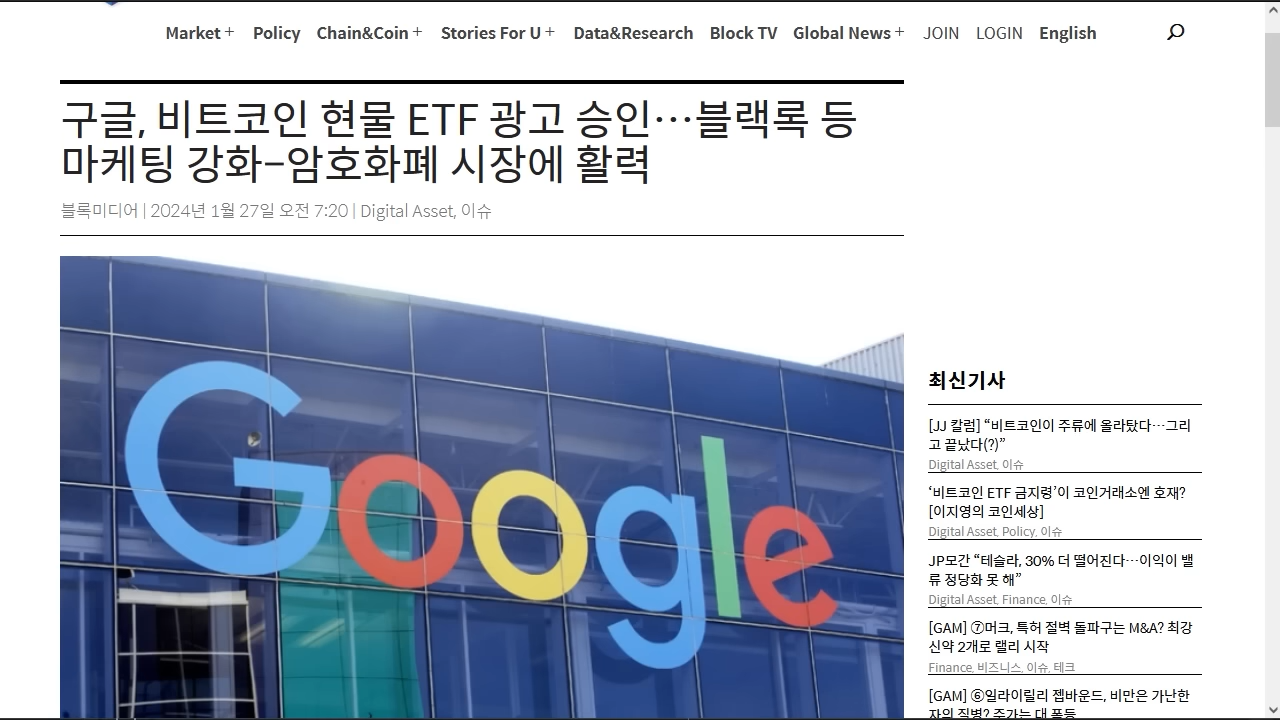 Market + Policy Chain&Coin + Stories For U + Data&Research Block TV Global News + JOIN LOGIN English
구글, 비트코인 현물 ETF 광고 승인…블랙록 등
마케팅 강화–암호화폐 시장에 활력
블록미디어 | 2024년 1월 27일 오전 7:20 | Digital Asset, 이슈
Google
최신기사
[JJ 칼럼] “비트코인이 주류에 올라탔다…그리
고 끝났다(?)”
Digital Asset, 이슈
‘비트코인 ETF 금지령’이 코인거래소엔 호재?
[이지영의 코인세상]
Digital Asset, Policy, 이슈
JP모간 “테슬라, 30% 더 떨어진다…이익이 밸
류 정당화 못 해”
Digital Asset, Finance, 이슈
[GAM] ⑦머크, 특허 절벽 돌파구는 M&A? 최강
신약 2개로 랠리 시작
Finance, 비즈니스, 이슈, 테크
[GAM] ⑥일라이릴리 젭바운드, 비만은 가난한
자의 질병? 주가는 대 폭등